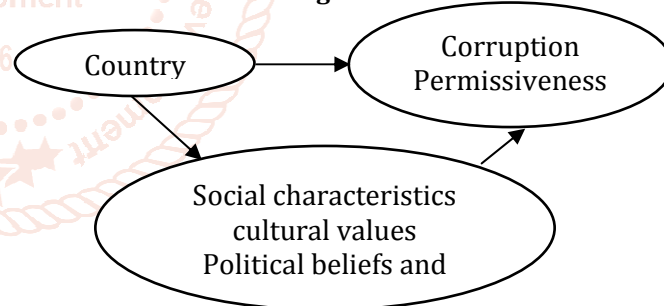 Country
Corruption
Permissiveness
Social characteristics
cultural values
Political beliefs and